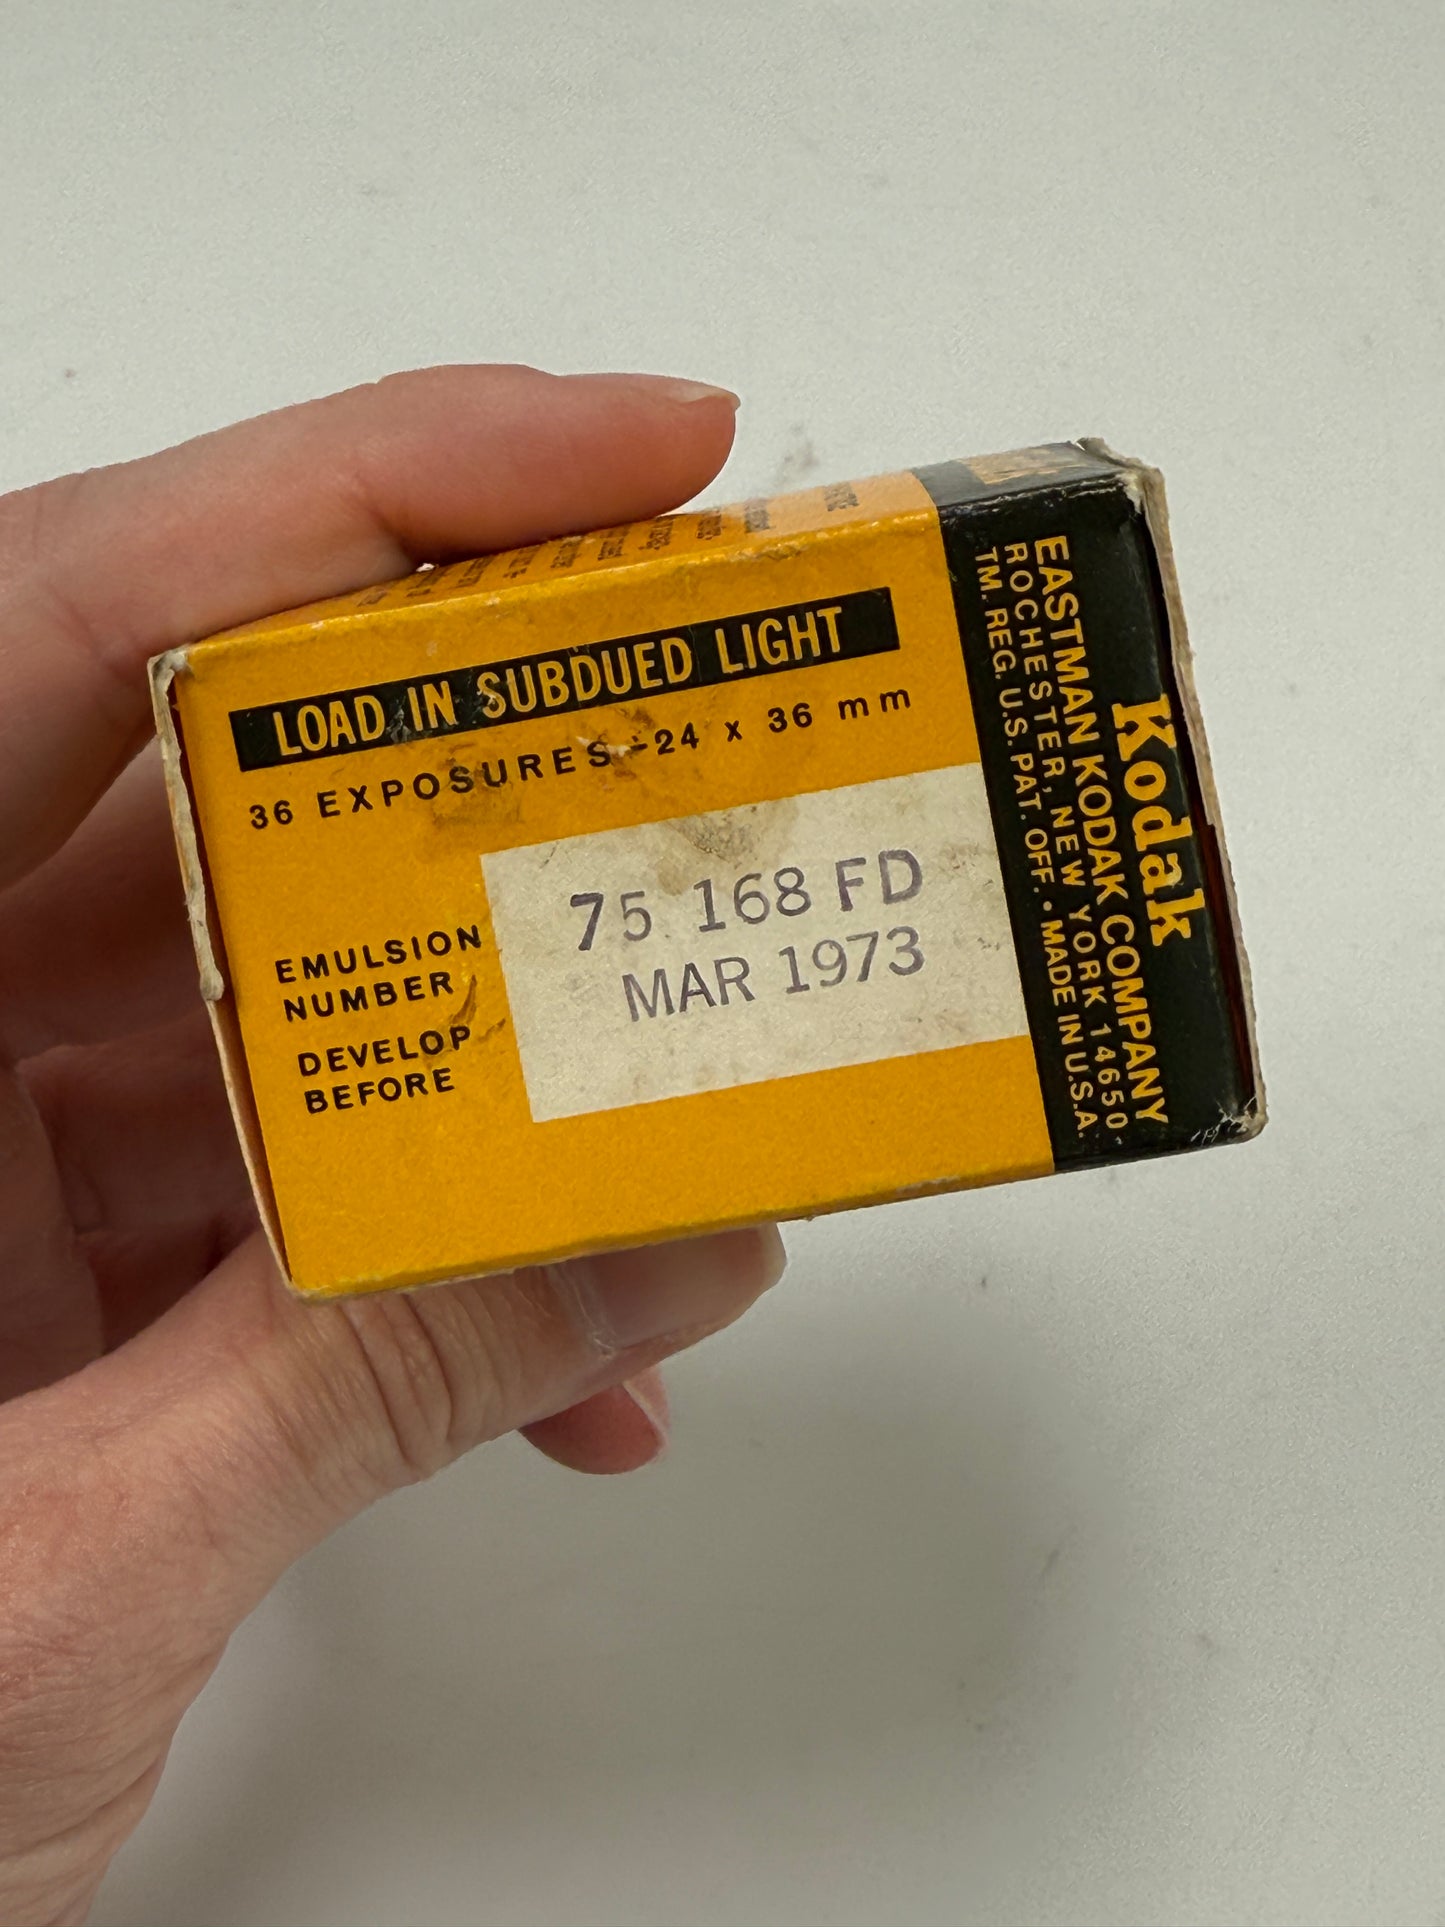 LOAD IN SUBDUED LIGHT
36 EXPOSURES-24 x 36 mm
EMULSION
NUMBER
75 168 FD
DEVELOP
BEFORE
MAR 1973
Kodak
EASTMAN KODAK COMPANY
ROCHESTER, NEW YORK 14650
TM. REG. U.S. PAT. OFF. • MADE IN U.S.A.